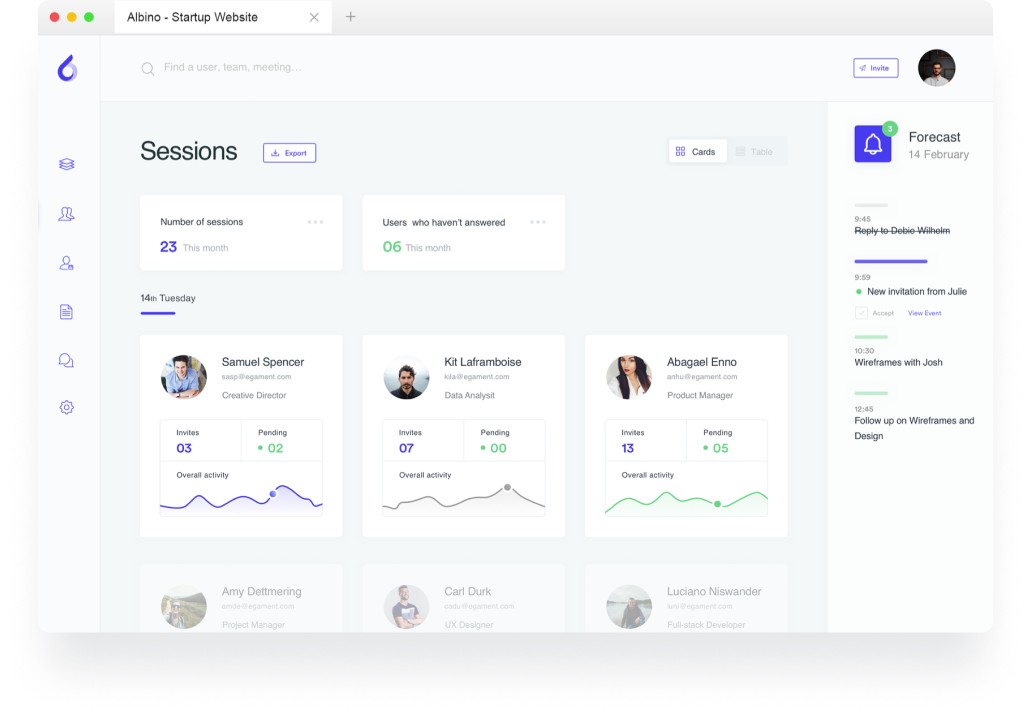 Albino - Startup Website
Find a user, team, meeting...
Invite
Sessions
Export
Cards
Table
3
Forecast
14 February
Number of sessions
23 This month
Users who haven't answered
06 This month
14th Tuesday
Samuel Spencer
sasp@egament.com
Creative Director
Invites
03
Pending
02
Overall activity
Kit Laframboise
kila@egament.com
Data Analysit
Invites
07
Pending
00
Overall activity
Abagael Enno
anhu@egament.com
Product Manager
Invites
13
Pending
05
Overall activity
Amy Dettmering
amde@egament.com
Project Manager
Carl Durk
cadu@egament.com
UX Designer
Luciano Niswander
luni@egament.com
Full-stack Developer
9:45
Reply to Debie Wilhelm
9:59
New invitation from Julie
Accept
View Event
10:30
Wireframes with Josh
12:45
Follow up on Wireframes and
Design